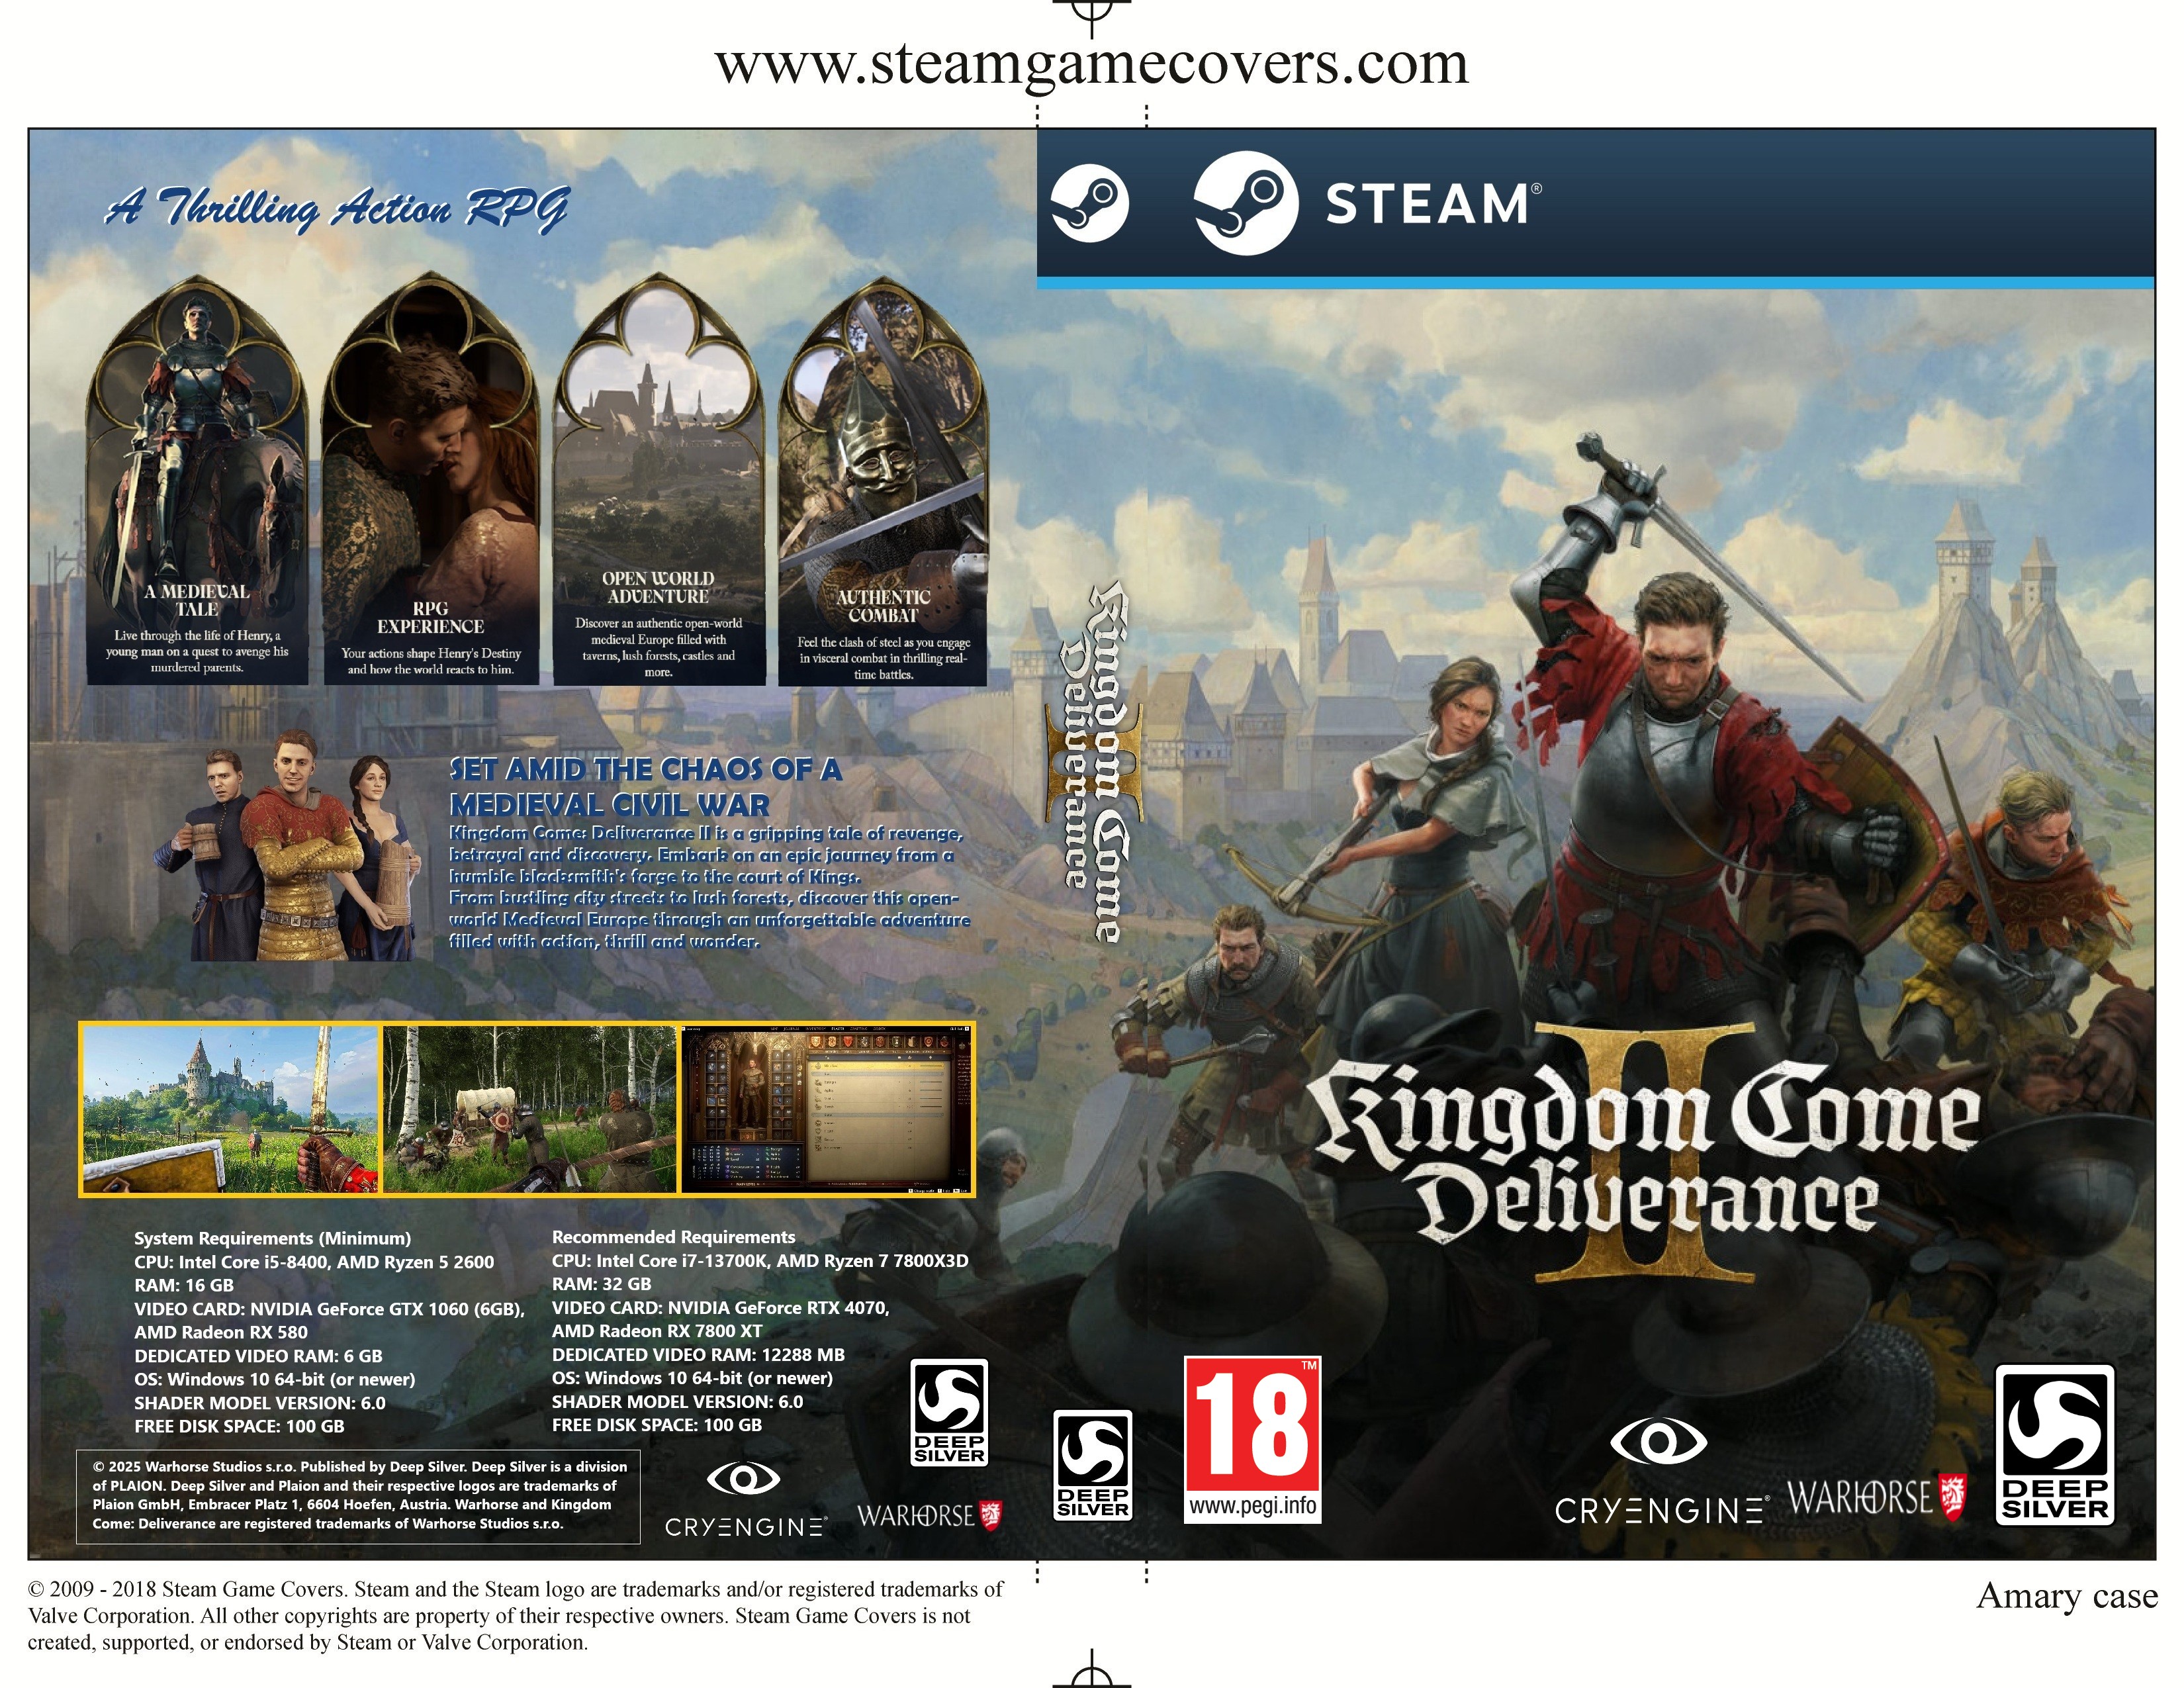 www.steamgamecovers.com
A Thrilling Action RPG
A MEDIEVAL
TALE
Live through the life of Henry, a
young man on a quest to avenge his
murdered parents.
RPG
EXPERIENCE
Your actions shape Henry's Destiny
and how the world reacts to him.
OPEN WORLD
ADVENTURE
Discover an authentic open-world
medieval Europe filled with
taverns, lush forests, castles and
more.
AUTHENTIC
COMBAT
Feel the clash of steel as you engage
in visceral combat in thrilling real-
time battles.
SET AMID THE CHAOS OF A
MEDIEVAL CIVIL WAR
Kingdom Come: Deliverance II is a gripping tale of revenge,
betrayal and discovery. Embark on an epic journey from a
humble blacksmith's forge to the court of Kings.
From bustling city streets to lush forests, discover this open-
world Medieval Europe through an unforgettable adventure
filled with action, thrill and wonder.
System Requirements (Minimum)
CPU: Intel Core i5-8400, AMD Ryzen 5 2600
RAM: 16 GB
VIDEO CARD: NVIDIA GeForce GTX 1060 (6GB),
AMD Radeon RX 580
DEDICATED VIDEO RAM: 6 GB
OS: Windows 10 64-bit (or newer)
SHADER MODEL VERSION: 6.0
FREE DISK SPACE: 100 GB
Recommended Requirements
CPU: Intel Core i7-13700K, AMD Ryzen 7 7800X3D
RAM: 32 GB
VIDEO CARD: NVIDIA GeForce RTX 4070,
AMD Radeon RX 7800 XT
DEDICATED VIDEO RAM: 12288 MB
OS: Windows 10 64-bit (or newer)
SHADER MODEL VERSION: 6.0
FREE DISK SPACE: 100 GB
© 2025 Warhorse Studios s.r.o. Published by Deep Silver. Deep Silver is a division
of PLAION. Deep Silver and Plaion and their respective logos are trademarks of
Plaion GmbH, Embracer Platz 1, 6604 Hoefen, Austria. Warhorse and Kingdom
Come: Deliverance are registered trademarks of Warhorse Studios s.r.o.
CRYENGINE®
WARHORSE
DEEP
SILVER
Kingdom Come
Deliverance
II
DEEP
SILVER
STEAM®
Kingdom Come
Deliverance
II
18™
www.pegi.info
CRYENGINE®
WARHORSE
DEEP
SILVER
© 2009 - 2018 Steam Game Covers. Steam and the Steam logo are trademarks and/or registered trademarks of
Valve Corporation. All other copyrights are property of their respective owners. Steam Game Covers is not
created, supported, or endorsed by Steam or Valve Corporation.
Amary case